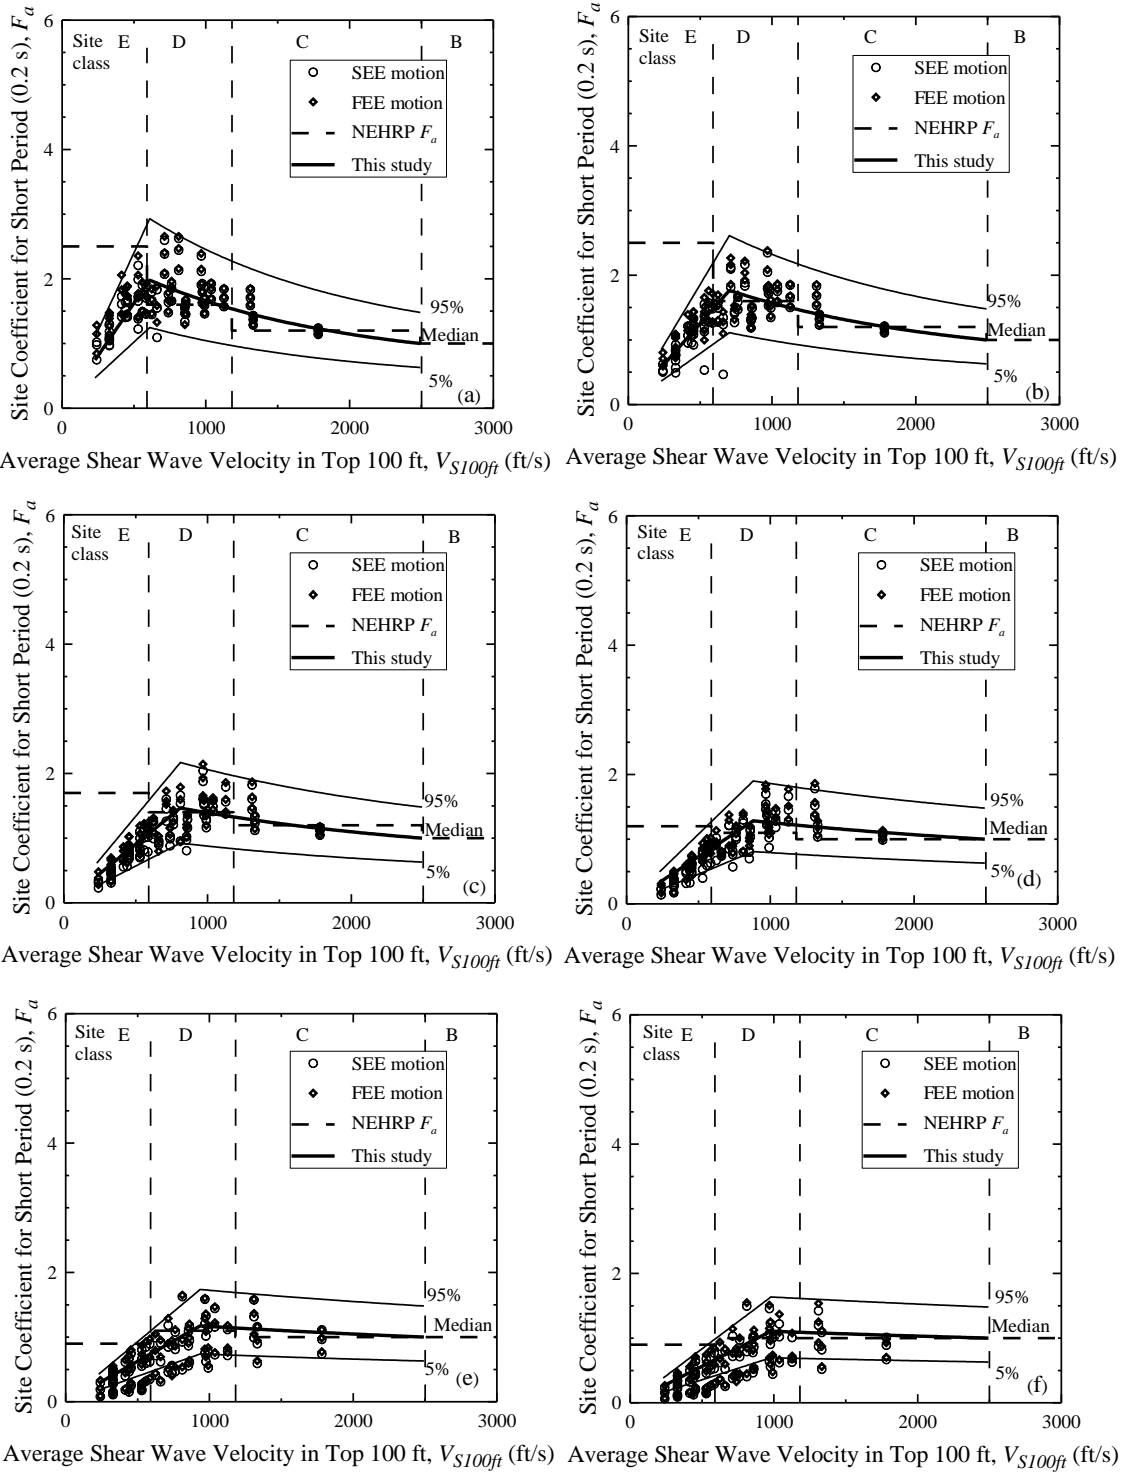 Site Coefficient for Short Period (0.2 s), Fa
6
4
2
0
Site class
E
D
C
B
SEE motion
FEE motion
NEHRP Fa
This study
95%
Median
5%
(a)
0 1000 2000 3000
Average Shear Wave Velocity in Top 100 ft, VS100ft (ft/s)
Site Coefficient for Short Period (0.2 s), Fa
6
4
2
0
Site class
E
D
C
B
SEE motion
FEE motion
NEHRP Fa
This study
95%
Median
5%
(b)
0 1000 2000 3000
Average Shear Wave Velocity in Top 100 ft, VS100ft (ft/s)
Site Coefficient for Short Period (0.2 s), Fa
6
4
2
0
Site class
E
D
C
B
SEE motion
FEE motion
NEHRP Fa
This study
95%
Median
5%
(c)
0 1000 2000 3000
Average Shear Wave Velocity in Top 100 ft, VS100ft (ft/s)
Site Coefficient for Short Period (0.2 s), Fa
6
4
2
0
Site class
E
D
C
B
SEE motion
FEE motion
NEHRP Fa
This study
95%
Median
5%
(d)
0 1000 2000 3000
Average Shear Wave Velocity in Top 100 ft, VS100ft (ft/s)
Site Coefficient for Short Period (0.2 s), Fa
6
4
2
0
Site class
E
D
C
B
SEE motion
FEE motion
NEHRP Fa
This study
95%
Median
5%
(e)
0 1000 2000 3000
Average Shear Wave Velocity in Top 100 ft, VS100ft (ft/s)
Site Coefficient for Short Period (0.2 s), Fa
6
4
2
0
Site class
E
D
C
B
SEE motion
FEE motion
NEHRP Fa
This study
95%
Median
5%
(f)
0 1000 2000 3000
Average Shear Wave Velocity in Top 100 ft, VS100ft (ft/s)